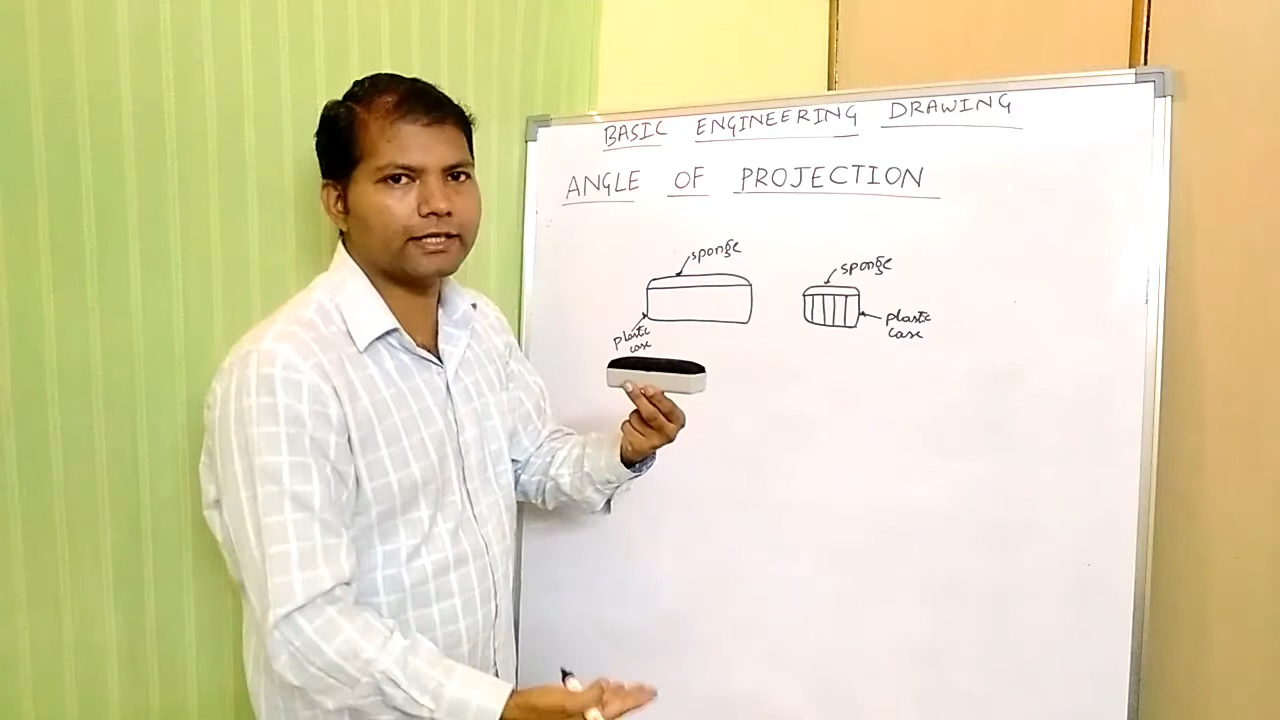 BASIC ENGINEERING DRAWING
ANGLE OF PROJECTION
sponge
plastic
case
sponge
plastic
case